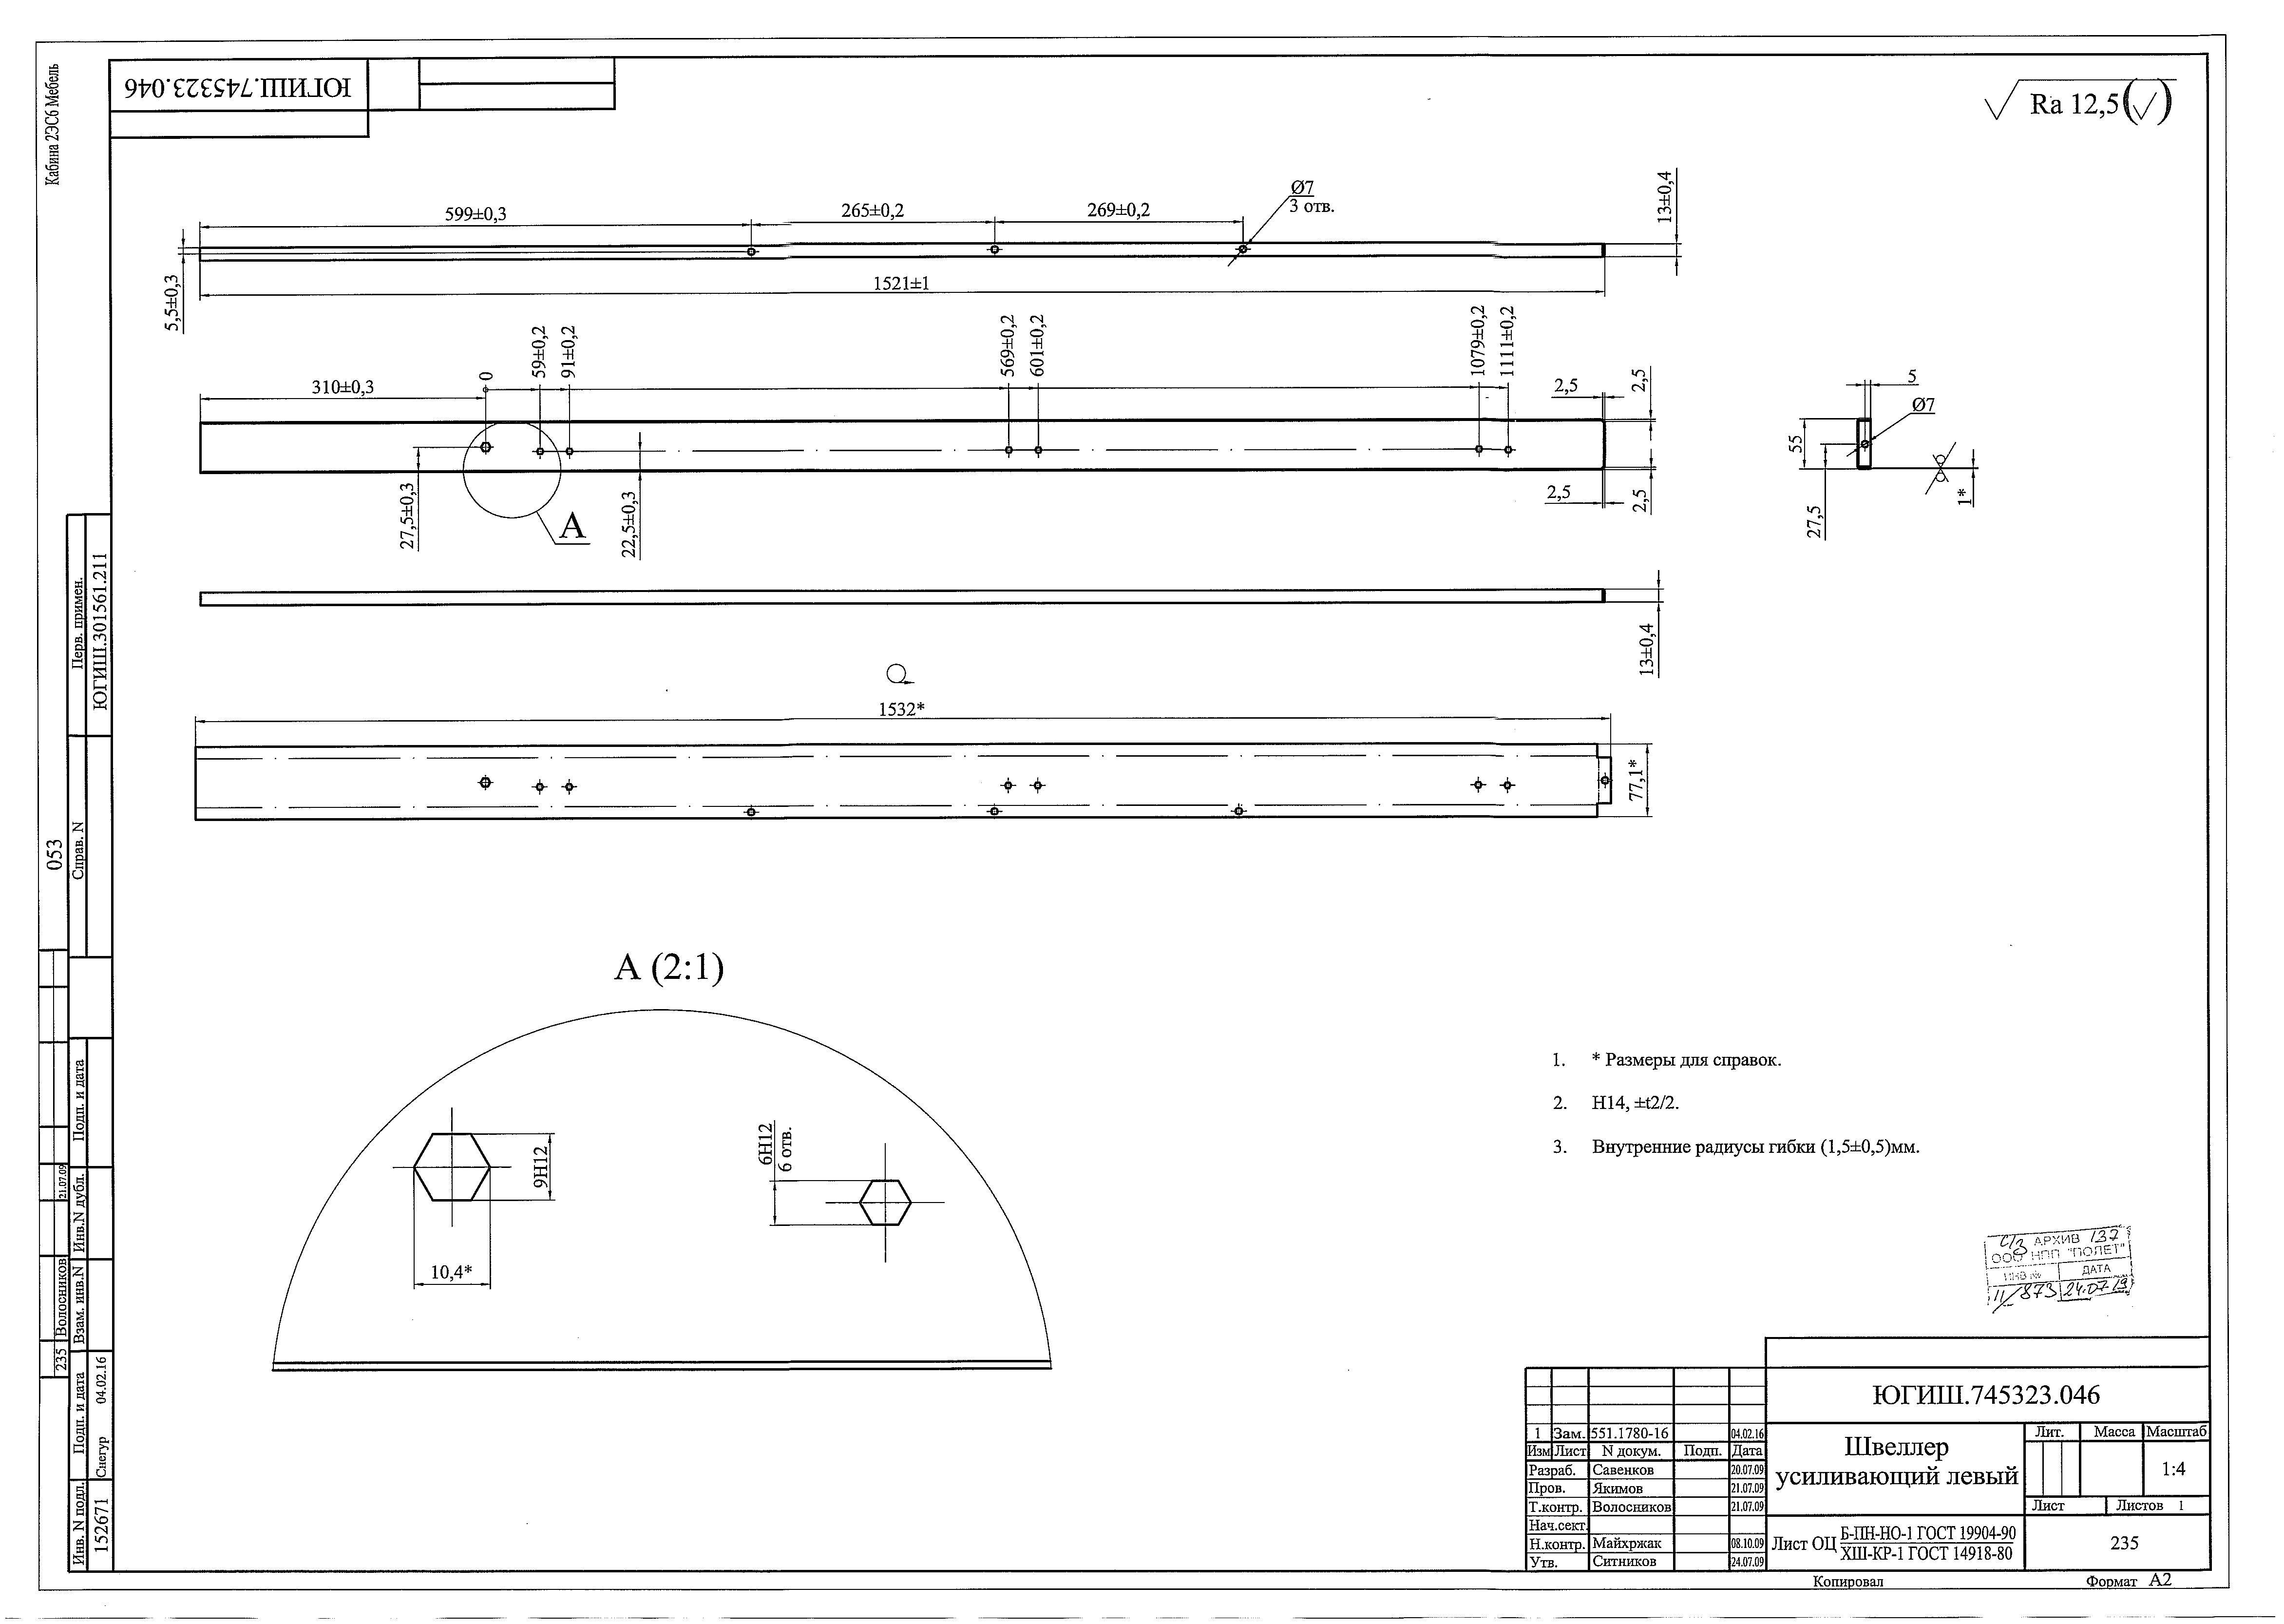 Кабина 2ЭС6 Мебель
ЮГИШ.745323.046
Ra 12,5
599±0,3
265±0,2
269±0,2
Ø7
3 отв.
13±0,4
5,5±0,3
1521±1
310±0,3
0
59±0,2
91±0,2
569±0,2
601±0,2
1079±0,2
1111±0,2
2,5
2,5
27,5±0,3
22,5±0,3
2,5
2,5
А
5
Ø7
55
27,5
1*
13±0,4
1532*
77,1*
А (2:1)
9H12
10,4*
6H12
6 отв.
1. * Размеры для справок.
2. H14, ±t2/2.
3. Внутренние радиусы гибки (1,5±0,5)мм.
С/З АРХИВ 137
ООО НПП "ПОЛЕТ"
ИНВ № ДАТА
11/873 24.07.19
Перв. примен.
ЮГИШ.301561.211
Справ. N
053
Подп. и дата
Инв.N дубл.
Взам. инв.N
Подп. и дата
Снегур 04.02.16
Инв. N подл.
152671
235 Волосников 21.07.09
ЮГИШ.745323.046
1 Зам. 551.1780-16 04.02.16
Изм Лист N докум. Подп. Дата
Разраб. Савенков 20.07.09
Пров. Якимов 21.07.09
Т.контр. Волосников 21.07.09
Нач.сект.
Н.контр. Майхржак 08.10.09
Утв. Ситников 24.07.09
Швеллер
усиливающий левый
Лит. Масса Масштаб
1:4
Лист Листов 1
Лист ОЦ Б-ПН-НО-1 ГОСТ 19904-90
ХШ-КР-1 ГОСТ 14918-80
235
Копировал Формат А2